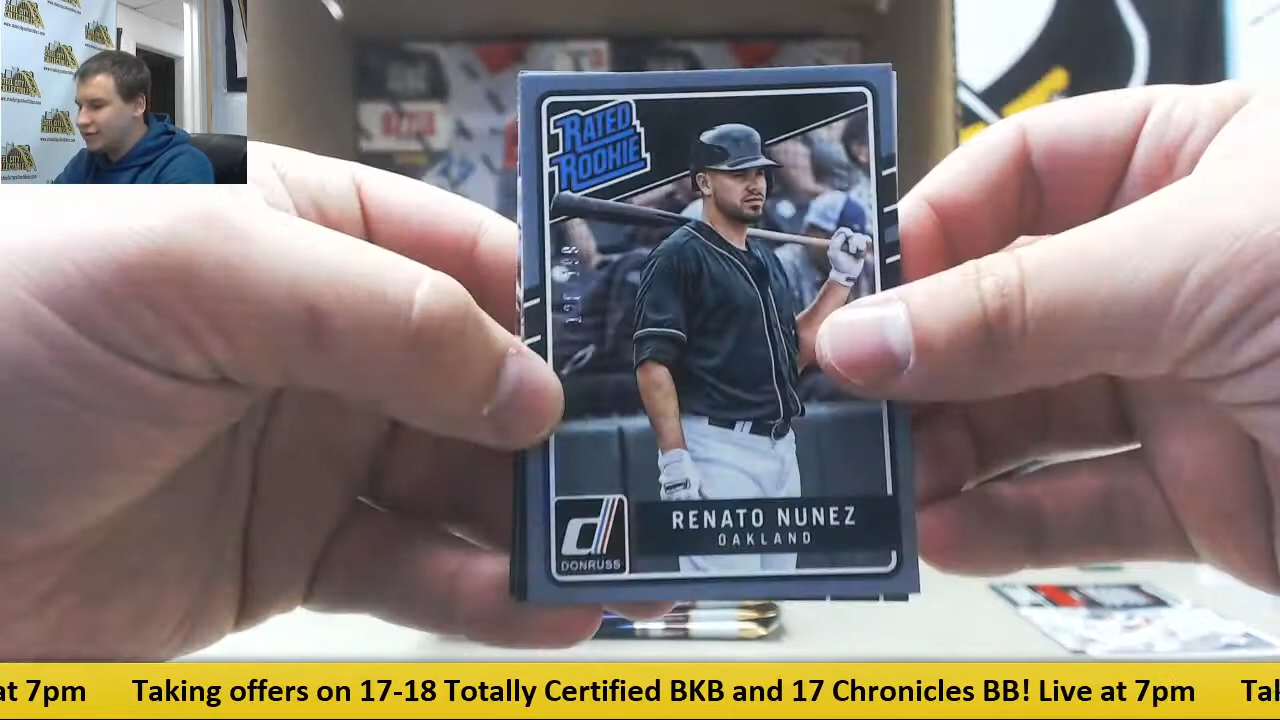 RATED
ROOKIE
RENATO NUNEZ
OAKLAND
d
DONRUSS
at 7pm Taking offers on 17-18 Totally Certified BKB and 17 Chronicles BB! Live at 7pm